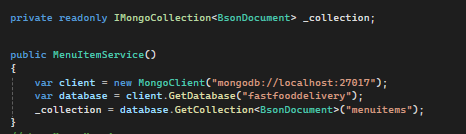 private readonly IMongoCollection<BsonDocument> _collection;
public MenuItemService()
{
var client = new MongoClient("mongodb://localhost:27017");
var database = client.GetDatabase("fastfooddelivery");
_collection = database.GetCollection<BsonDocument>("menuitems");
}